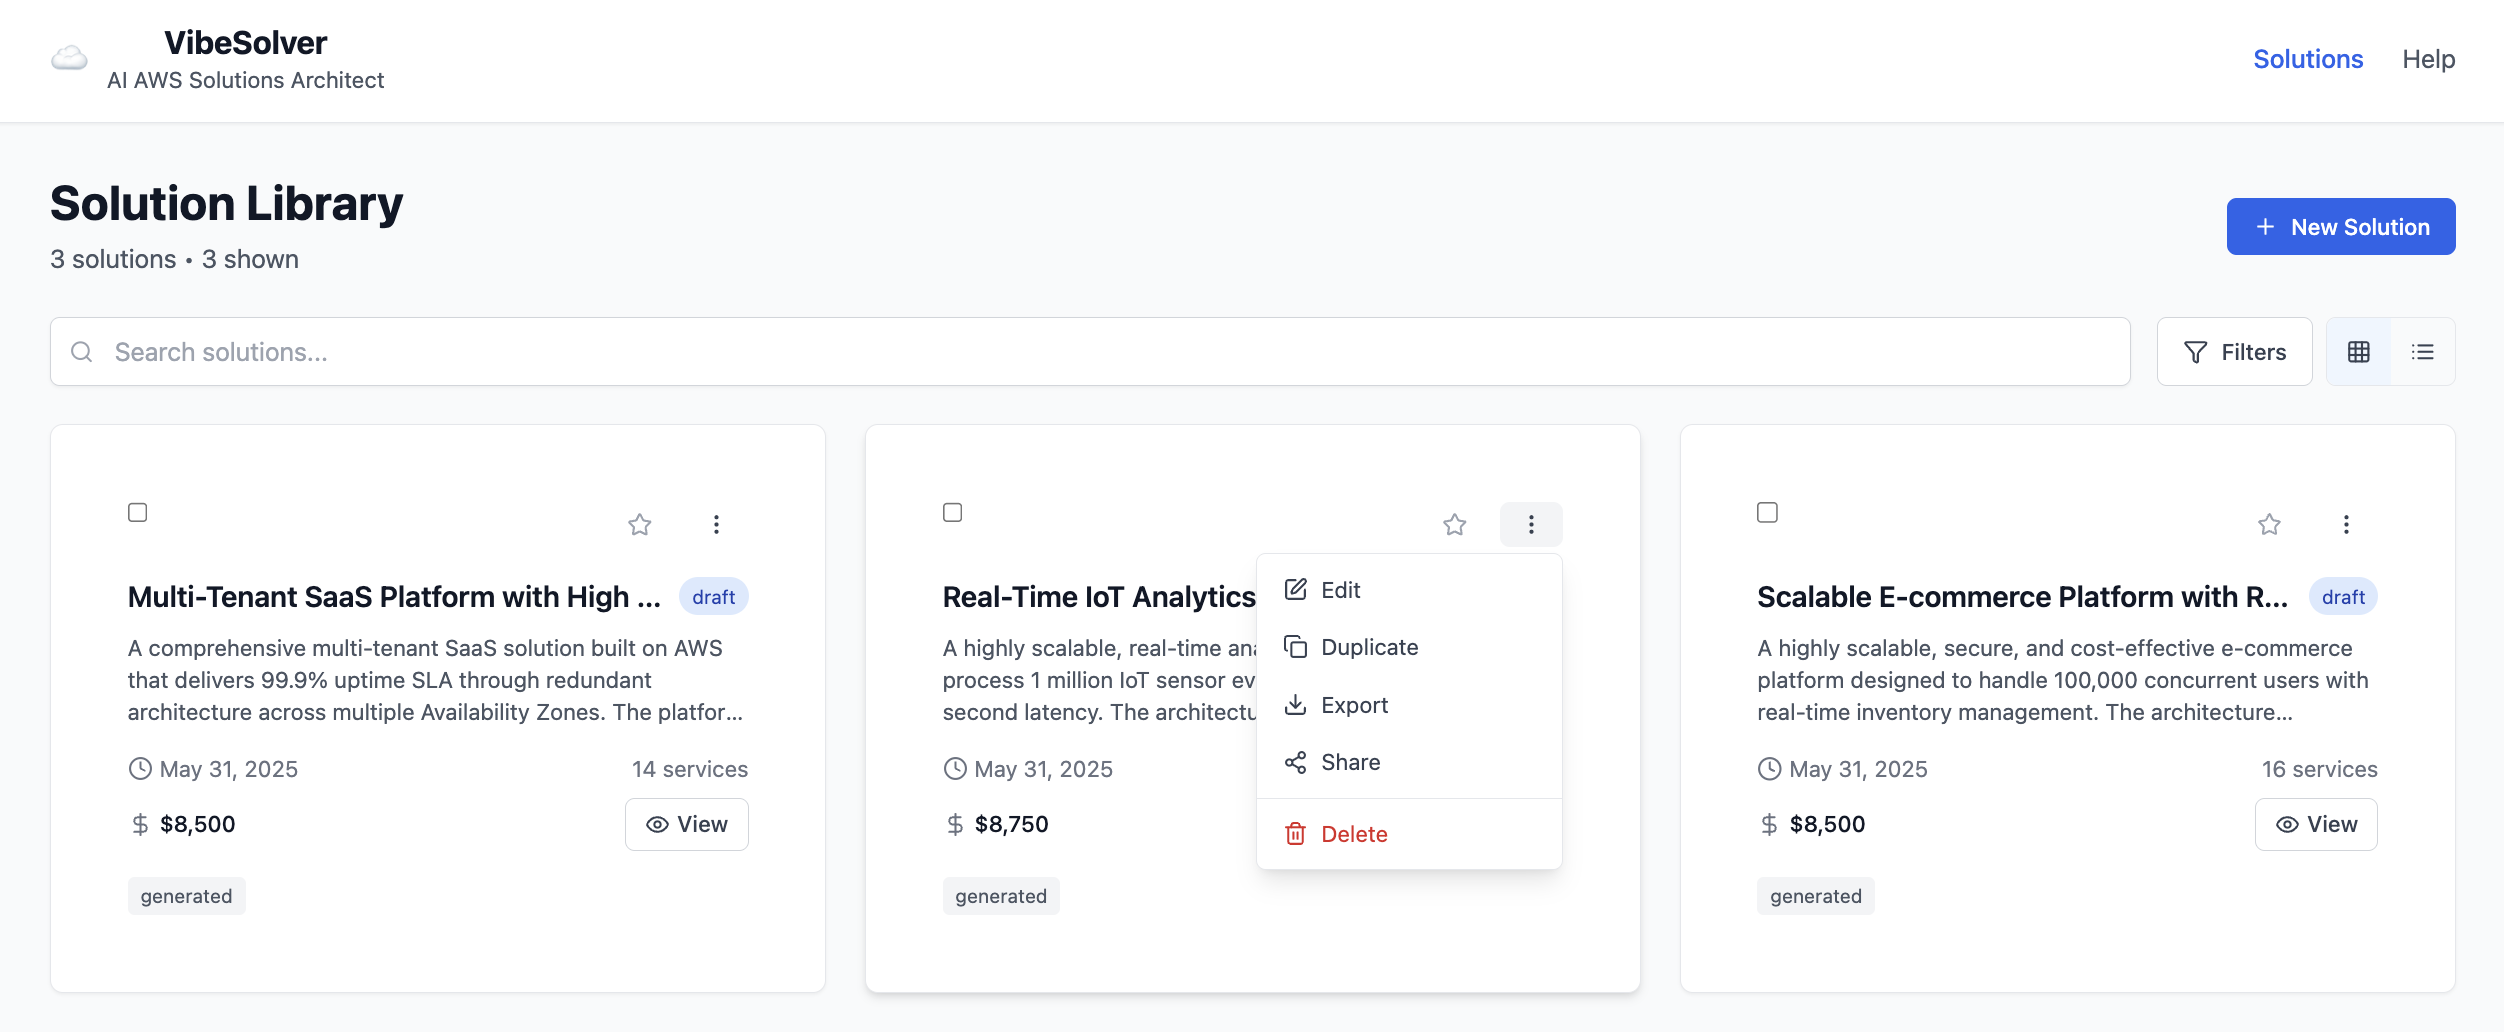 VibeSolver
AI AWS Solutions Architect
Solutions
Help
Solution Library
3 solutions • 3 shown
New Solution
Search solutions...
Filters
Multi-Tenant SaaS Platform with High ...
draft
A comprehensive multi-tenant SaaS solution built on AWS
that delivers 99.9% uptime SLA through redundant
architecture across multiple Availability Zones. The platfor...
May 31, 2025
14 services
$8,500
View
generated
Real-Time IoT Analytics
A highly scalable, real-time
process 1 million IoT sensor
second latency. The
May 31, 2025
$8,750
generated
Edit
Duplicate
Export
Share
Delete
Scalable E-commerce Platform with R...
draft
A highly scalable, secure, and cost-effective e-commerce
platform designed to handle 100,000 concurrent users with
real-time inventory management. The architecture...
May 31, 2025
16 services
$8,500
View
generated